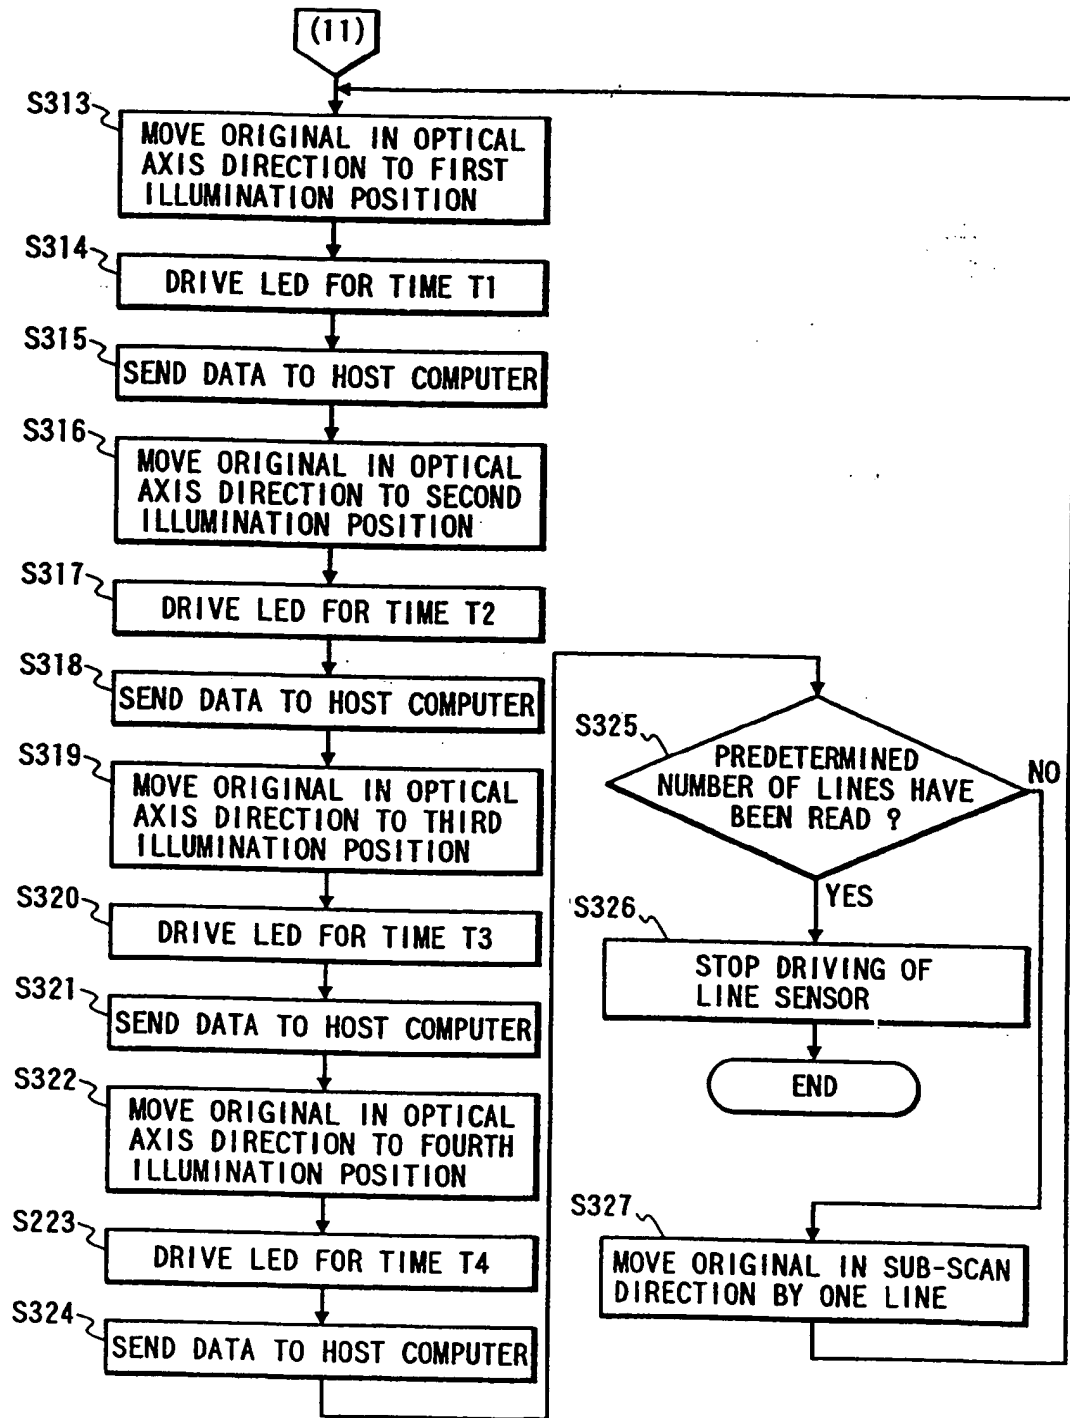 (11)
S313
MOVE ORIGINAL IN OPTICAL
AXIS DIRECTION TO FIRST
ILLUMINATION POSITION
S314
DRIVE LED FOR TIME T1
S315
SEND DATA TO HOST COMPUTER
S316
MOVE ORIGINAL IN OPTICAL
AXIS DIRECTION TO SECOND
ILLUMINATION POSITION
S317
DRIVE LED FOR TIME T2
S318
SEND DATA TO HOST COMPUTER
S319
MOVE ORIGINAL IN OPTICAL
AXIS DIRECTION TO THIRD
ILLUMINATION POSITION
S320
DRIVE LED FOR TIME T3
S321
SEND DATA TO HOST COMPUTER
S322
MOVE ORIGINAL IN OPTICAL
AXIS DIRECTION TO FOURTH
ILLUMINATION POSITION
S223
DRIVE LED FOR TIME T4
S324
SEND DATA TO HOST COMPUTER
S325
PREDETERMINED
NUMBER OF LINES HAVE
BEEN READ ?
NO
YES
S326
STOP DRIVING OF
LINE SENSOR
END
S327
MOVE ORIGINAL IN SUB-SCAN
DIRECTION BY ONE LINE